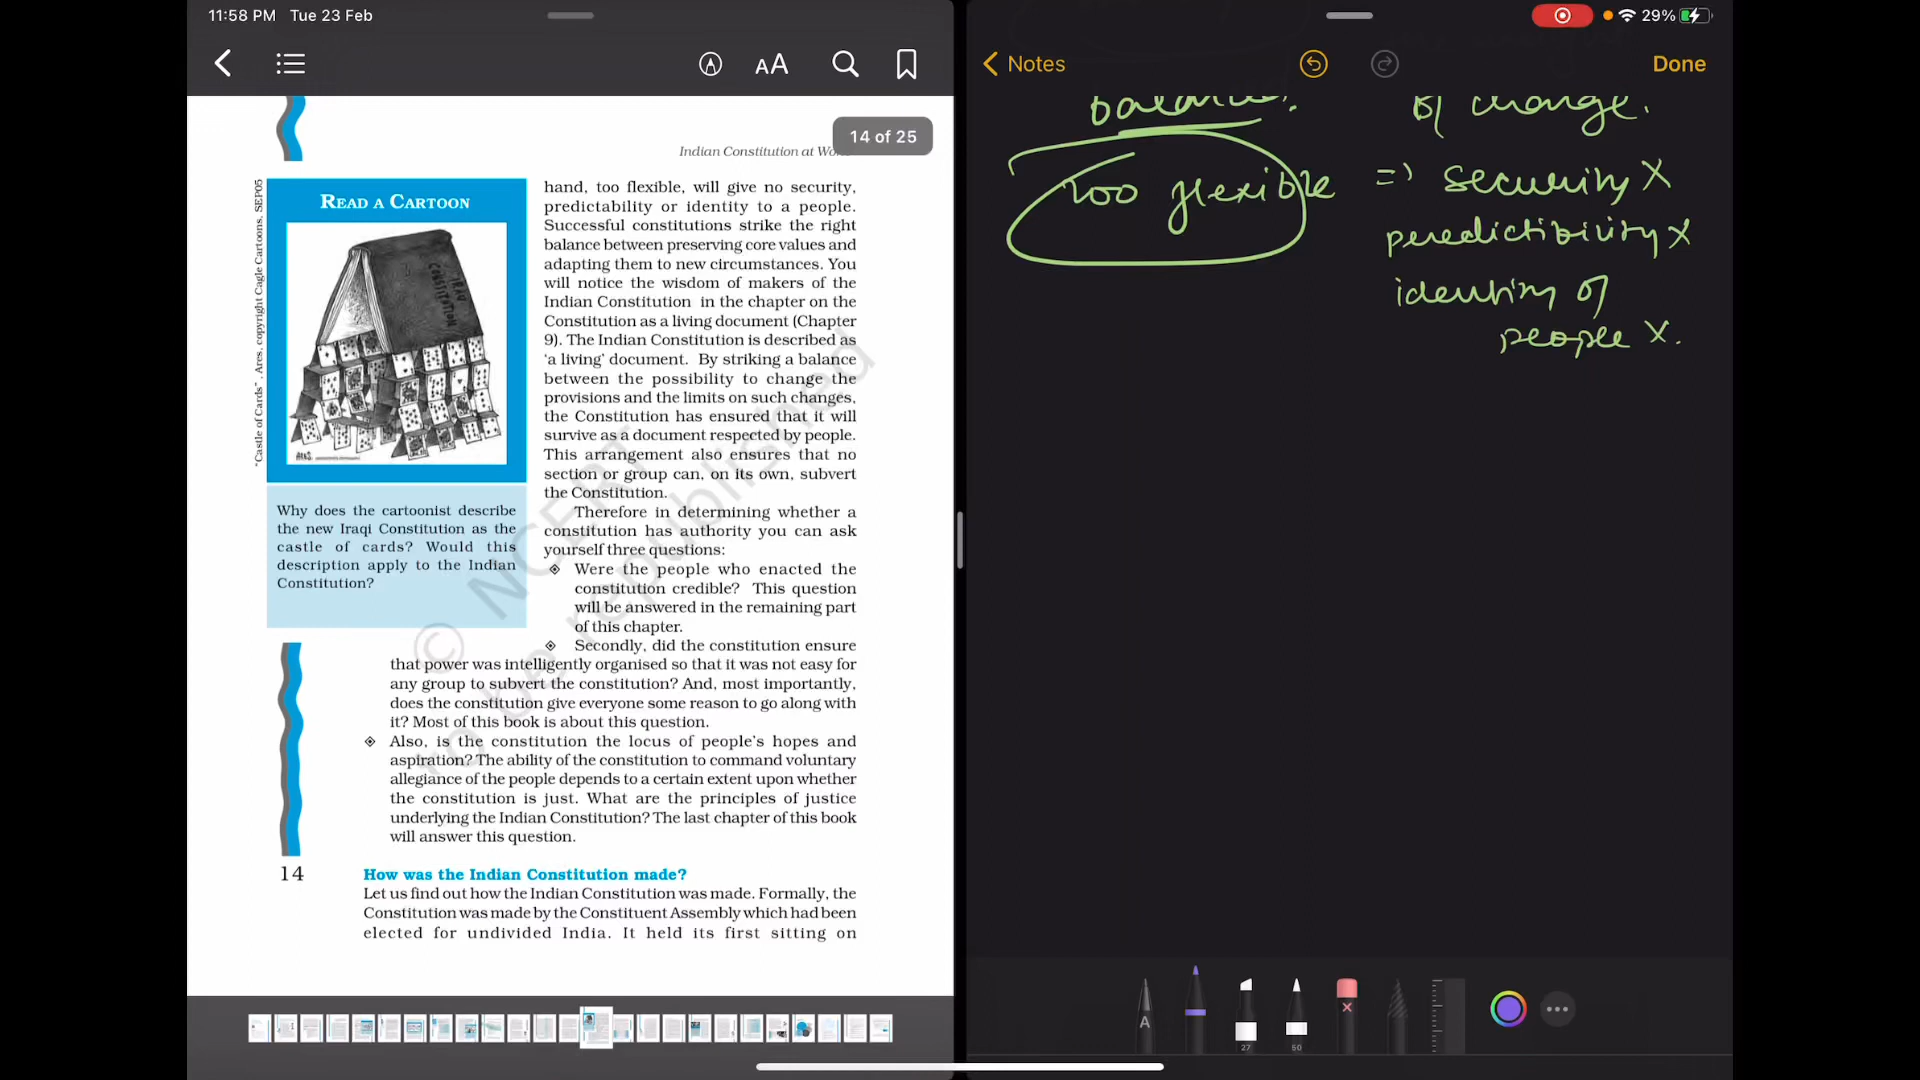 11:58 PM Tue 23 Feb
29%
AA
Notes
Done
14 of 25
Indian Constitution at Wo
"Castle of Cards", Ares, copyright Cagle Cartoons, SEP05
READ A CARTOON
IRAQ
CONSTITUTION
ARES
Why does the cartoonist describe
the new Iraqi Constitution as the
castle of cards? Would this
description apply to the Indian
Constitution?
hand, too flexible, will give no security,
predictability or identity to a people.
Successful constitutions strike the right
balance between preserving core values and
adapting them to new circumstances. You
will notice the wisdom of makers of the
Indian Constitution in the chapter on the
Constitution as a living document (Chapter
9). The Indian Constitution is described as
‘a living’ document. By striking a balance
between the possibility to change the
provisions and the limits on such changes,
the Constitution has ensured that it will
survive as a document respected by people.
This arrangement also ensures that no
section or group can, on its own, subvert
the Constitution.
Therefore in determining whether a
constitution has authority you can ask
yourself three questions:
Were the people who enacted the
constitution credible? This question
will be answered in the remaining part
of this chapter.
Secondly, did the constitution ensure
that power was intelligently organised so that it was not easy for
any group to subvert the constitution? And, most importantly,
does the constitution give everyone some reason to go along with
it? Most of this book is about this question.
Also, is the constitution the locus of people’s hopes and
aspiration? The ability of the constitution to command voluntary
allegiance of the people depends to a certain extent upon whether
the constitution is just. What are the principles of justice
underlying the Indian Constitution? The last chapter of this book
will answer this question.
14
How was the Indian Constitution made?
Let us find out how the Indian Constitution was made. Formally, the
Constitution was made by the Constituent Assembly which had been
elected for undivided India. It held its first sitting on
© NCERT
to be republished
balance.
of change.
too flexible => security X
peredictibivity X
identity of
people X.
A
27
50